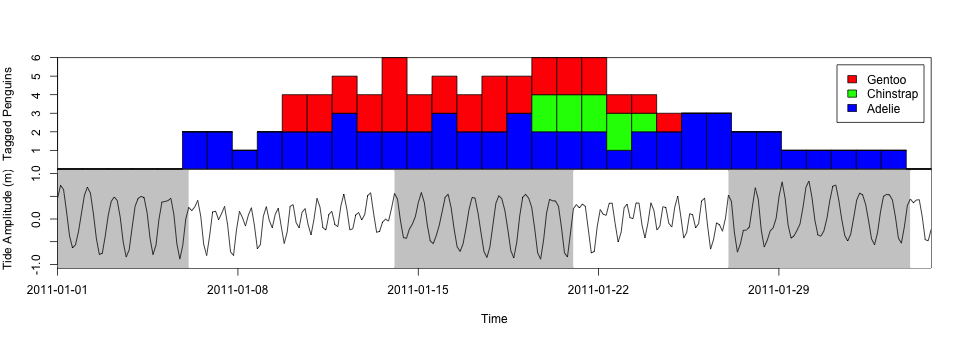 Tagged Penguins
6
5
4
3
2
1
Gentoo
Chinstrap
Adelie
Tide Amplitude (m)
1.0
0.0
-1.0
2011-01-01 2011-01-08 2011-01-15 2011-01-22 2011-01-29
Time